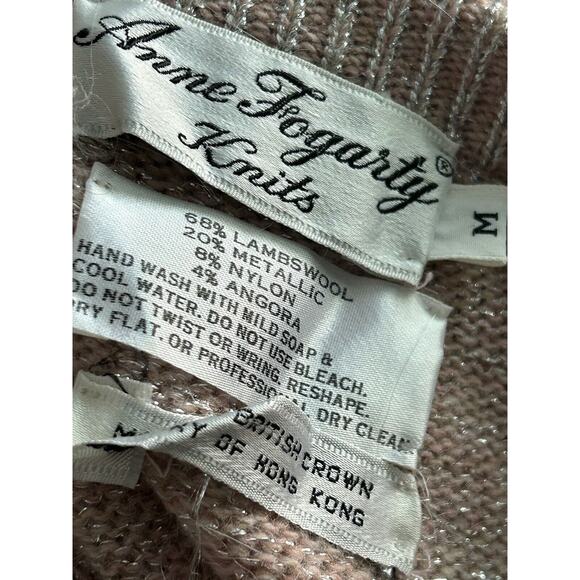 Anne Fogarty®
Knits
M
68% LAMBSWOOL
20% METALLIC
8% NYLON
4% ANGORA
HAND WASH WITH MILD SOAP &
COOL WATER. DO NOT USE BLEACH.
DO NOT TWIST OR WRING. RESHAPE.
DRY FLAT. OR PROFESSIONAL DRY CLEAN
BRITISH CROWN
OF HONG KONG